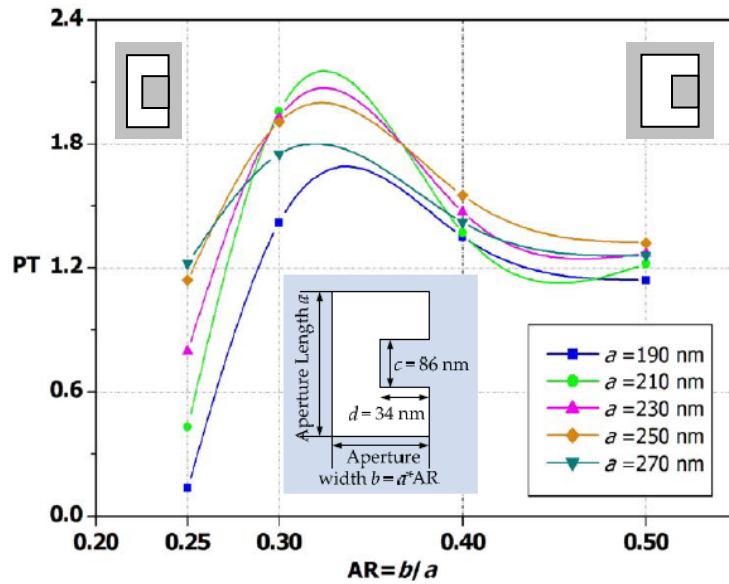 2.4
1.8
PT
1.2
0.6
0.0
0.20
0.25
0.30
0.40
0.50
AR=b/a
Aperture Length a
c = 86 nm
d = 34 nm
Aperture
width b = a*AR
a =190 nm
a =210 nm
a =230 nm
a =250 nm
a =270 nm